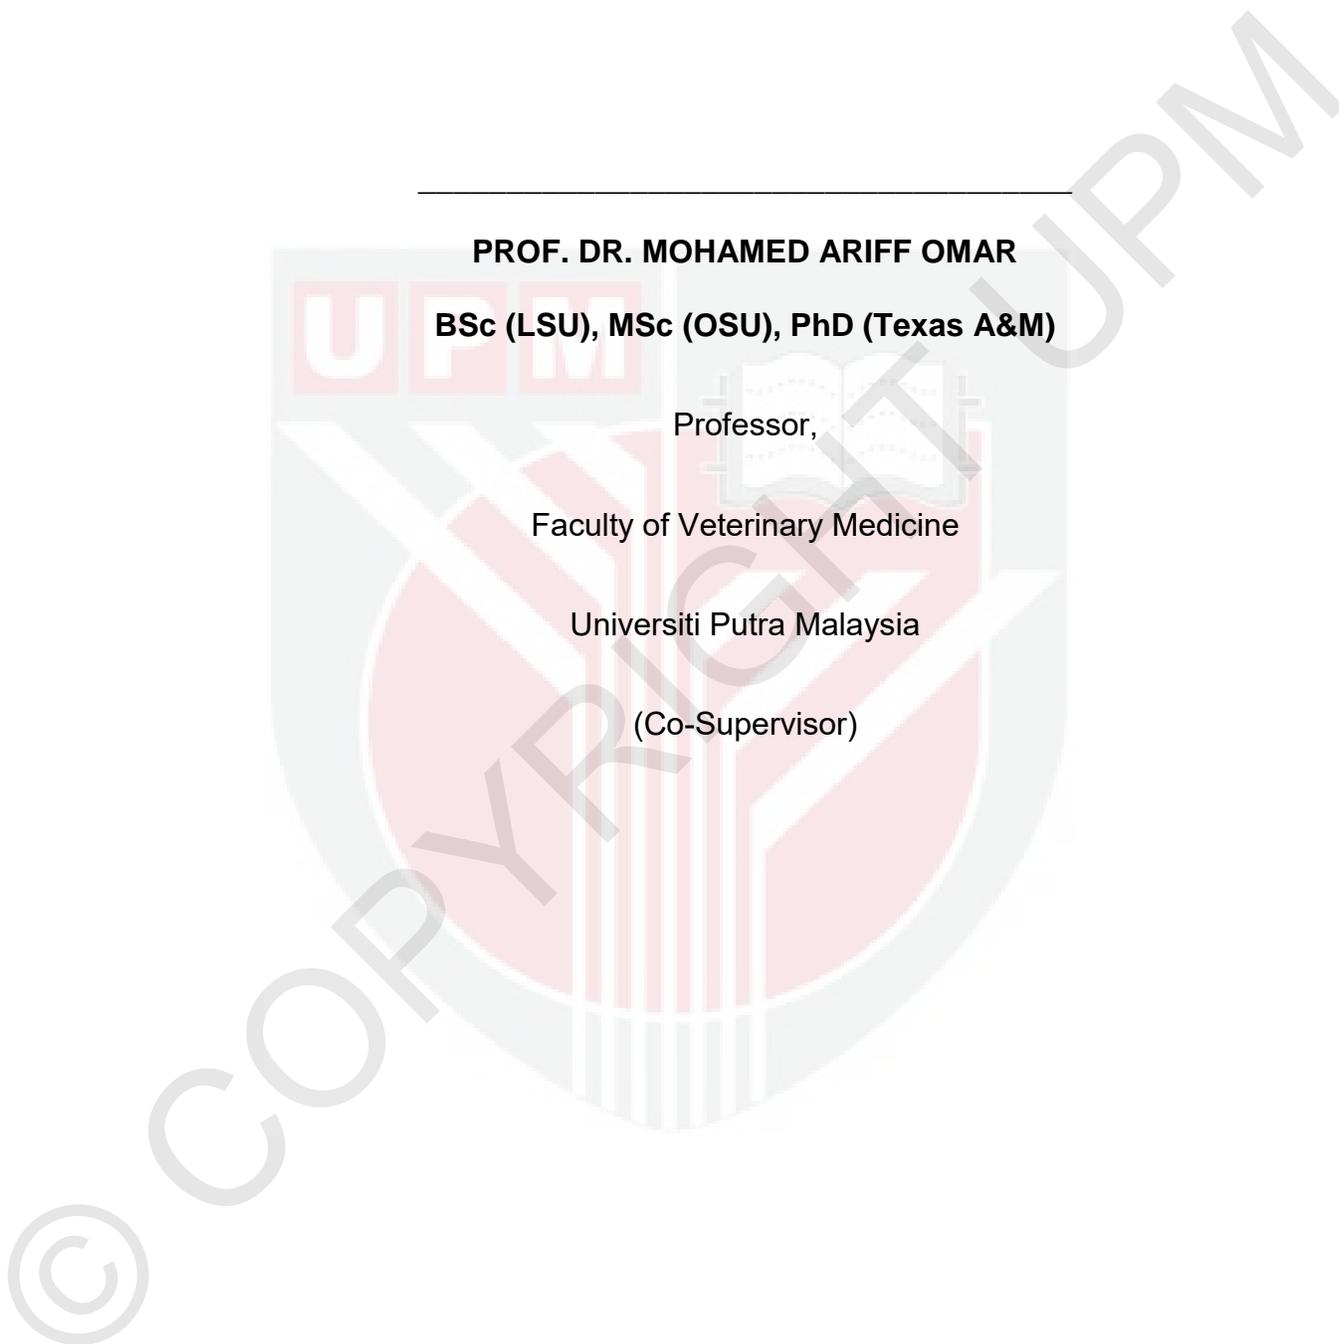 PROF. DR. MOHAMED ARIFF OMAR
BSc (LSU), MSc (OSU), PhD (Texas A&M)
Professor,
Faculty of Veterinary Medicine
Universiti Putra Malaysia
(Co-Supervisor)
UPM
© COPYRIGHT UPM